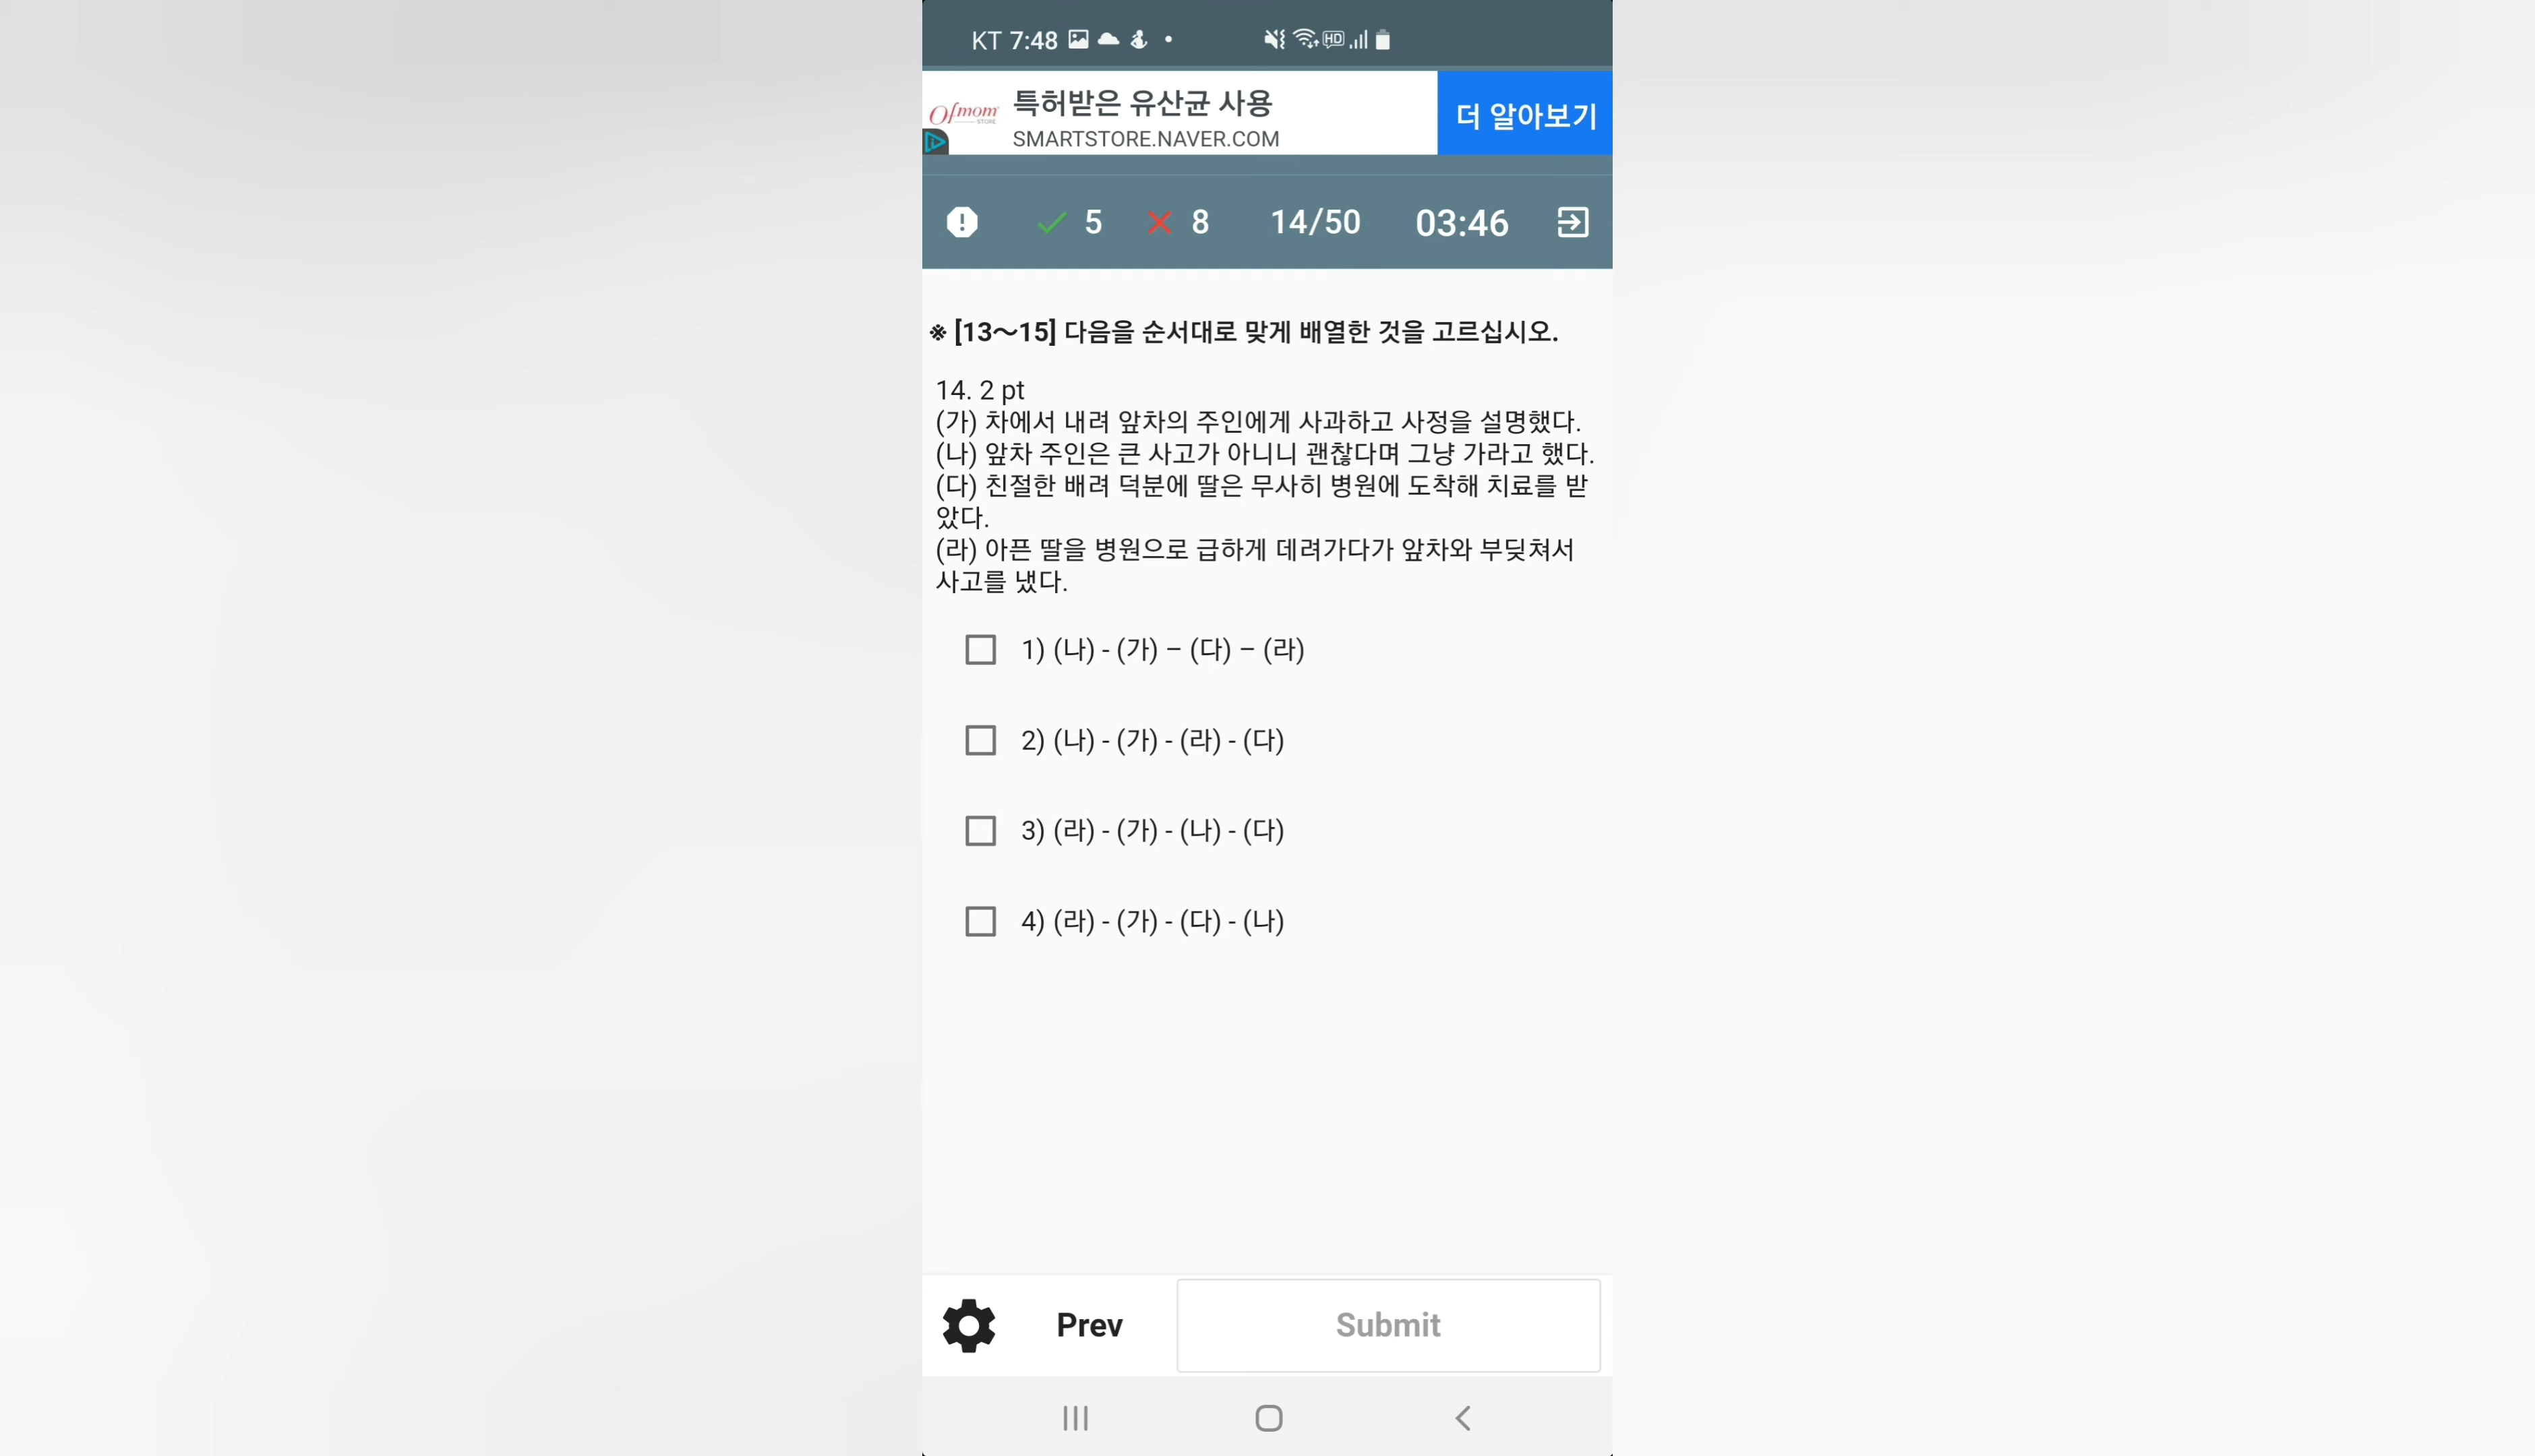 KT 7:48
HD
Ofmom
STORE
특허받은 유산균 사용
SMARTSTORE.NAVER.COM
더 알아보기
5 8 14/50 03:46
※ [13～15] 다음을 순서대로 맞게 배열한 것을 고르십시오.
14. 2 pt
(가) 차에서 내려 앞차의 주인에게 사과하고 사정을 설명했다.
(나) 앞차 주인은 큰 사고가 아니니 괜찮다며 그냥 가라고 했다.
(다) 친절한 배려 덕분에 딸은 무사히 병원에 도착해 치료를 받
았다.
(라) 아픈 딸을 병원으로 급하게 데려가다가 앞차와 부딪쳐서
사고를 냈다.
1) (나) - (가) – (다) – (라)
2) (나) - (가) - (라) - (다)
3) (라) - (가) - (나) - (다)
4) (라) - (가) - (다) - (나)
Prev
Submit